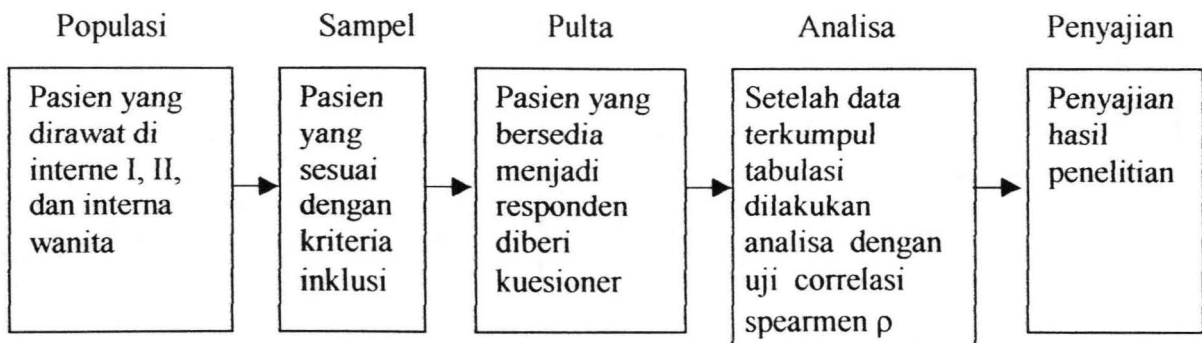 Populasi
Pasien yang
dirawat di
interne I, II,
dan interna
wanita
Sampel
Pasien
yang
sesuai
dengan
kriteria
inklusi
Pulta
Pasien yang
bersedia
menjadi
responden
diberi
kuesioner
Analisa
Setelah data
terkumpul
tabulasi
dilakukan
analisa dengan
uji correlasi
spearmen ρ
Penyajian
Penyajian
hasil
penelitian